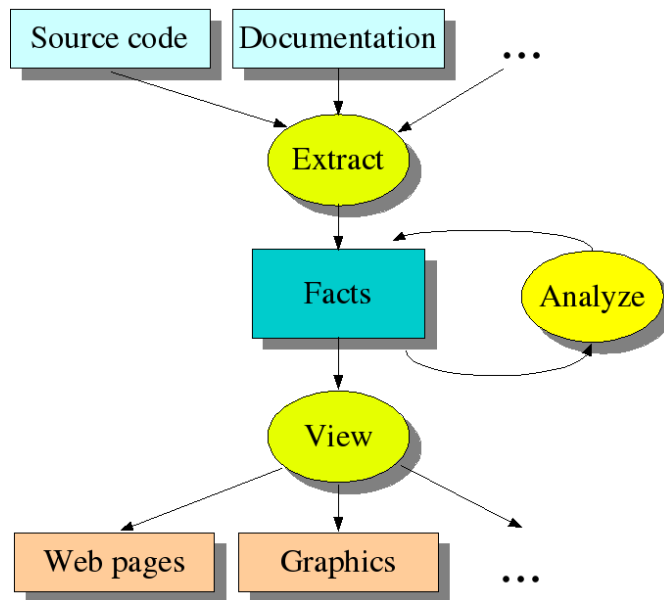 Source code
Documentation
...
Extract
Facts
Analyze
View
Web pages
Graphics
...